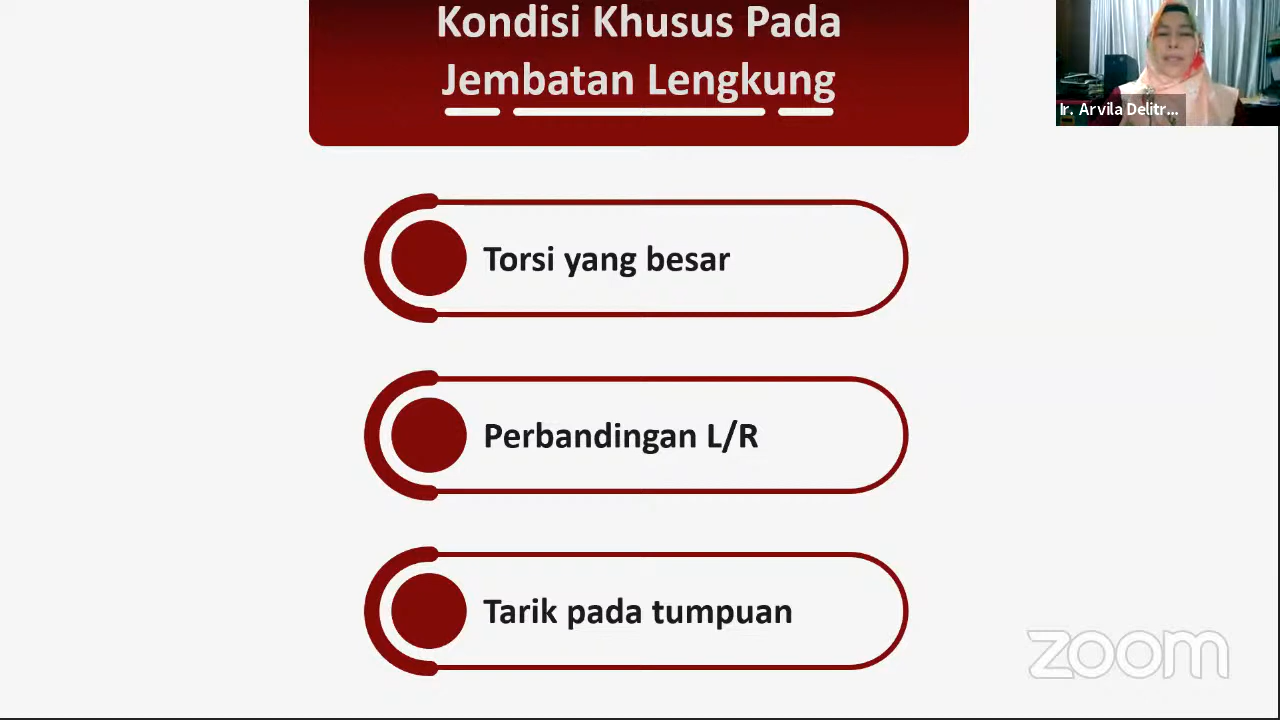 Kondisi Khusus Pada
Jembatan Lengkung
Ir. Arvila Delitr...
Torsi yang besar
Perbandingan L/R
Tarik pada tumpuan
zoom